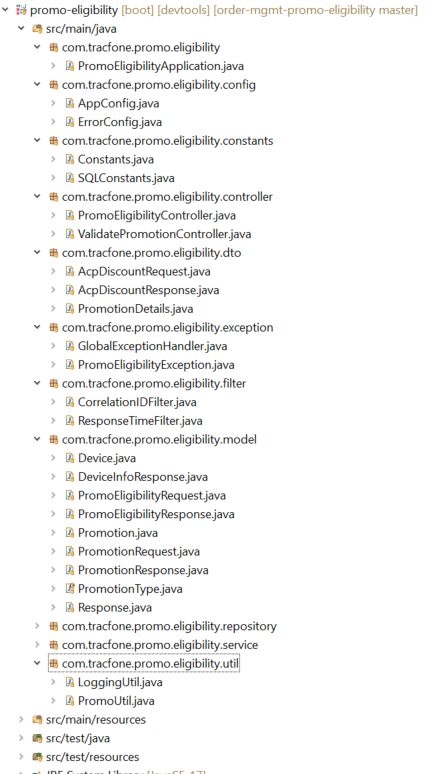 promo-eligibility [boot] [devtools] [order-mgmt-promo-eligibility master]
src/main/java
com.tracfone.promo.eligibility
PromoEligibilityApplication.java
com.tracfone.promo.eligibility.config
AppConfig.java
ErrorConfig.java
com.tracfone.promo.eligibility.constants
Constants.java
SQLConstants.java
com.tracfone.promo.eligibility.controller
PromoEligibilityController.java
ValidatePromotionController.java
com.tracfone.promo.eligibility.dto
AcpDiscountRequest.java
AcpDiscountResponse.java
PromotionDetails.java
com.tracfone.promo.eligibility.exception
GlobalExceptionHandler.java
PromoEligibilityException.java
com.tracfone.promo.eligibility.filter
CorrelationIDFilter.java
ResponseTimeFilter.java
com.tracfone.promo.eligibility.model
Device.java
DeviceInfoResponse.java
PromoEligibilityRequest.java
PromoEligibilityResponse.java
Promotion.java
PromotionRequest.java
PromotionResponse.java
PromotionType.java
Response.java
com.tracfone.promo.eligibility.repository
com.tracfone.promo.eligibility.service
com.tracfone.promo.eligibility.util
LoggingUtil.java
PromoUtil.java
src/main/resources
src/test/java
src/test/resources
JRE System Library [JavaSE-17]